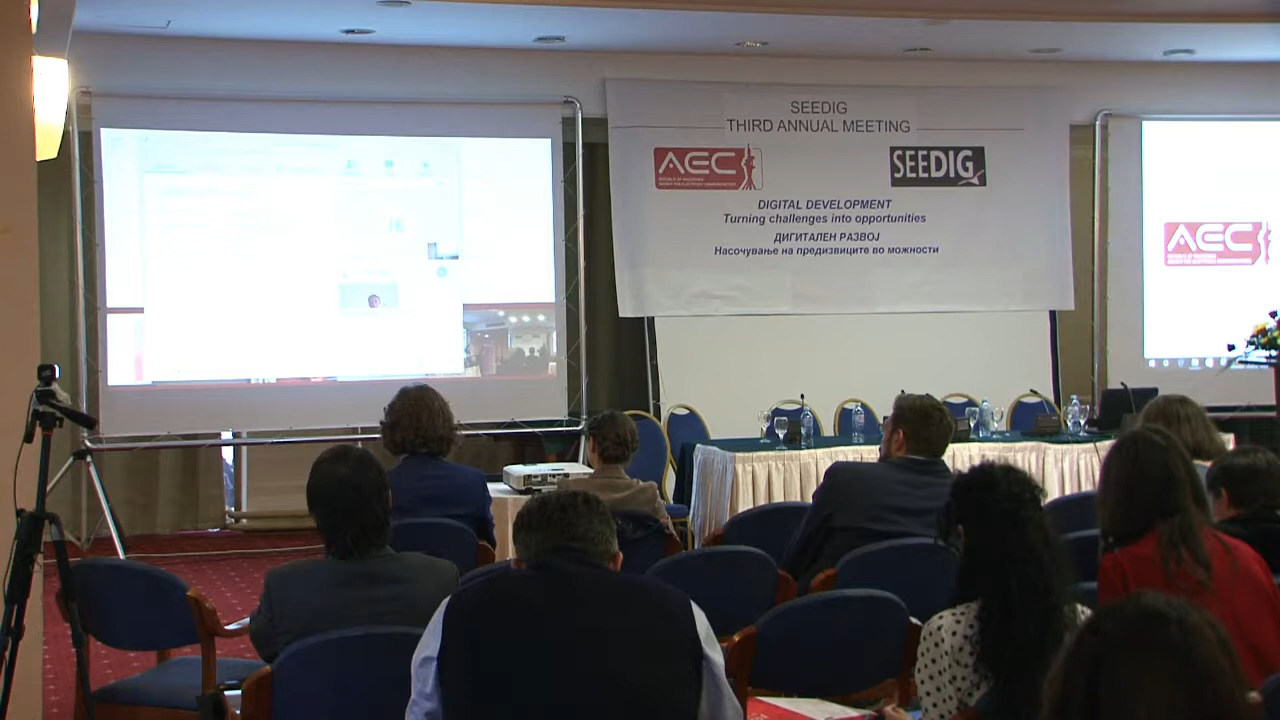 SEEDIG
THIRD ANNUAL MEETING
AEC
SEEDIG
DIGITAL DEVELOPMENT
Turning challenges into opportunities
ДИГИТАЛЕН РАЗВОЈ
Насочување на предизвиците во можности
AEC